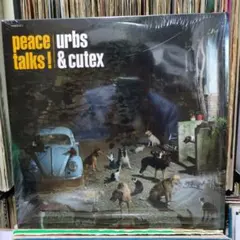 peace urbs
talks! & cutex